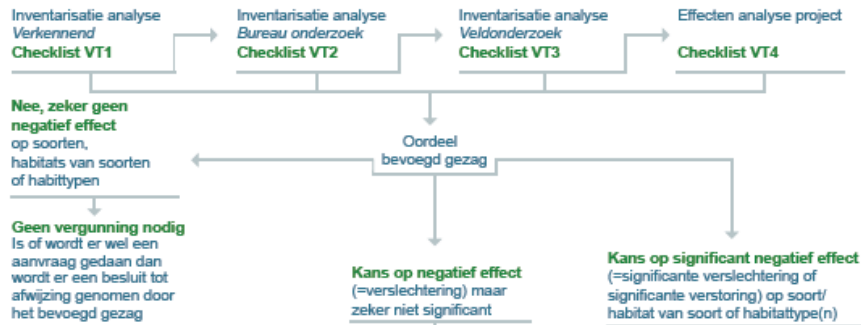 Inventarisatie analyse
Verkennend
Checklist VT1
Inventarisatie analyse
Bureau onderzoek
Checklist VT2
Inventarisatie analyse
Veldonderzoek
Checklist VT3
Effecten analyse project
Checklist VT4
Nee, zeker geen
negatief effect
op soorten,
habitats van soorten
of habittypen
Oordeel
bevoegd gezag
Geen vergunning nodig
Is of wordt er wel een
aanvraag gedaan dan
wordt er een besluit tot
afwijzing genomen door
het bevoegd gezag
Kans op negatief effect
(=verslechtering) maar
zeker niet significant
Kans op significant negatief effect
(=significante verslechtering of
significante verstoring) op soort/
habitat van soort of habitattype(n)